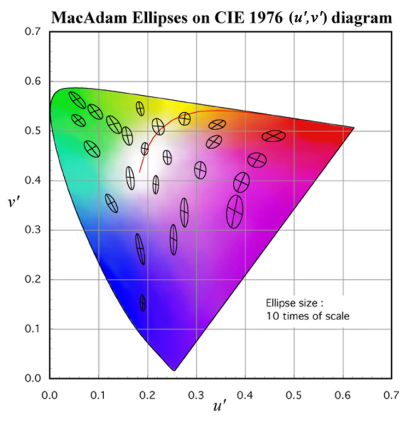 MacAdam Ellipses on CIE 1976 (u′,v′) diagram
0.7
0.6
0.5
0.4
v′
0.3
0.2
Ellipse size :
10 times of scale
0.1
0.0
0.0 0.1 0.2 0.3 0.4 0.5 0.6 0.7
u′